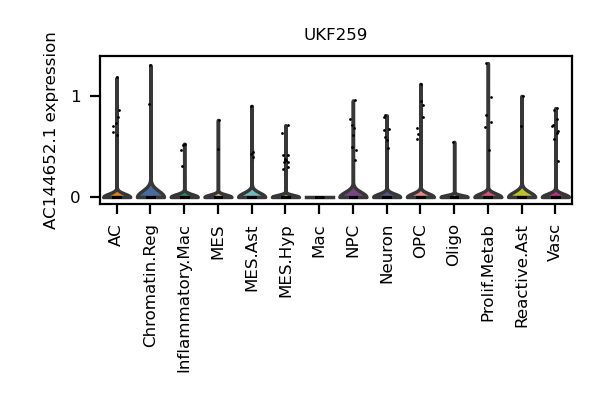 UKF259
AC144652.1 expression
1
0
AC
Chromatin.Reg
Inflammatory.Mac
MES
MES.Ast
MES.Hyp
Mac
NPC
Neuron
OPC
Oligo
Prolif.Metab
Reactive.Ast
Vasc